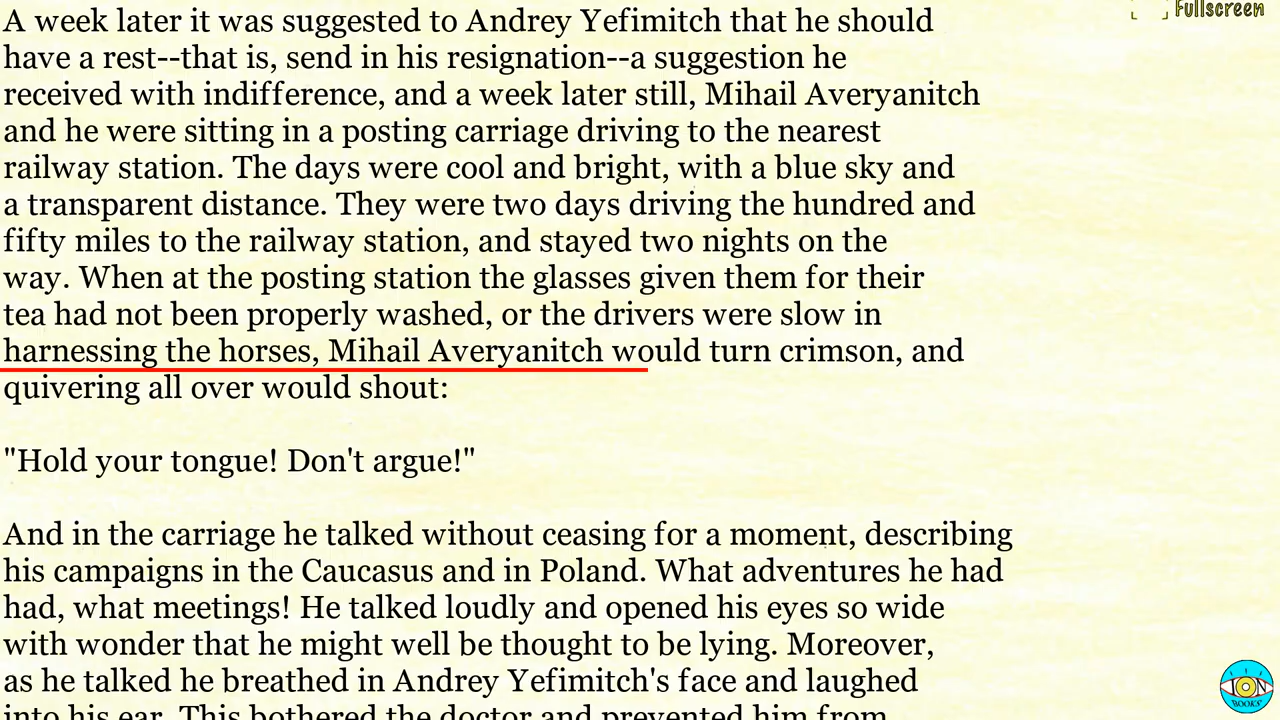 Fullscreen
A week later it was suggested to Andrey Yefimitch that he should
have a rest--that is, send in his resignation--a suggestion he
received with indifference, and a week later still, Mihail Averyanitch
and he were sitting in a posting carriage driving to the nearest
railway station. The days were cool and bright, with a blue sky and
a transparent distance. They were two days driving the hundred and
fifty miles to the railway station, and stayed two nights on the
way. When at the posting station the glasses given them for their
tea had not been properly washed, or the drivers were slow in
harnessing the horses, Mihail Averyanitch would turn crimson, and
quivering all over would shout:
"Hold your tongue! Don't argue!"
And in the carriage he talked without ceasing for a moment, describing
his campaigns in the Caucasus and in Poland. What adventures he had
had, what meetings! He talked loudly and opened his eyes so wide
with wonder that he might well be thought to be lying. Moreover,
as he talked he breathed in Andrey Yefimitch's face and laughed
into his ear. This bothered the doctor and prevented him from
ION
BOOKS